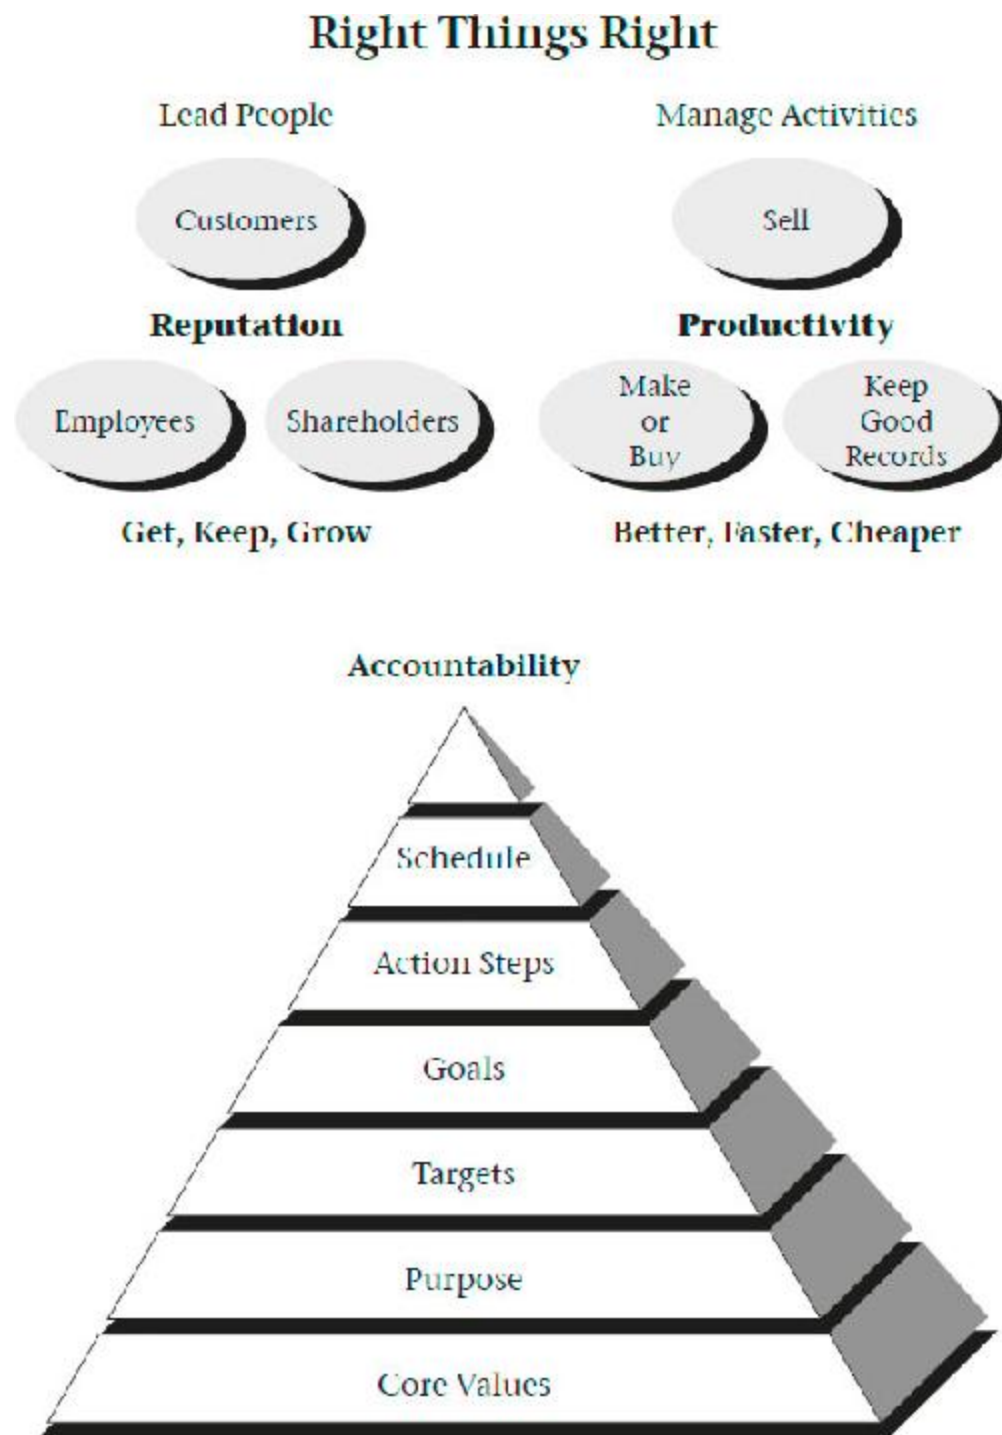 Right Things Right
Lead People
Manage Activities
Customers
Sell
Reputation
Productivity
Employees
Shareholders
Make
or
Buy
Keep
Good
Records
Get, Keep, Grow
Better, Faster, Cheaper
Accountability
Schedule
Action Steps
Goals
Targets
Purpose
Core Values